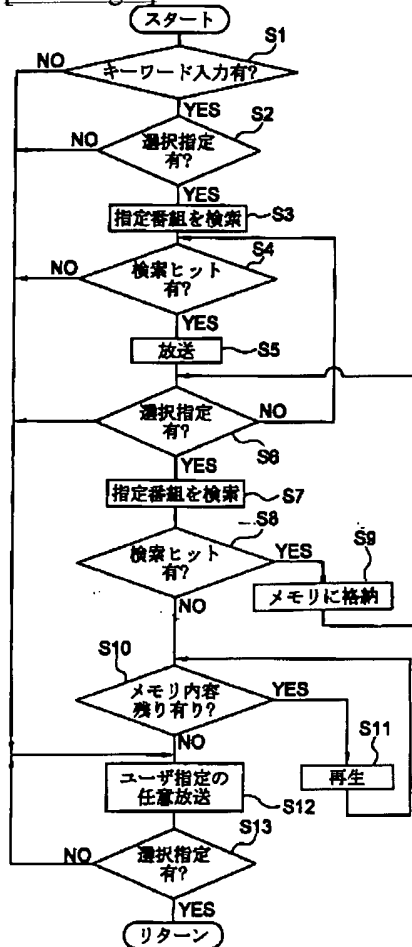 スタート
S1
キーワード入力有?
NO
YES
S2
選択指定
有?
NO
YES
指定番組を検索
S3
S4
検索ヒット
有?
NO
YES
放送
S5
選択指定
有?
NO
S6
YES
指定番組を検索
S7
S8
検索ヒット
有?
YES
S9
メモリに格納
NO
S10
メモリ内容
残り有り?
YES
S11
再生
NO
ユーザ指定の
任意放送
S12
S13
選択指定
有?
NO
YES
リターン